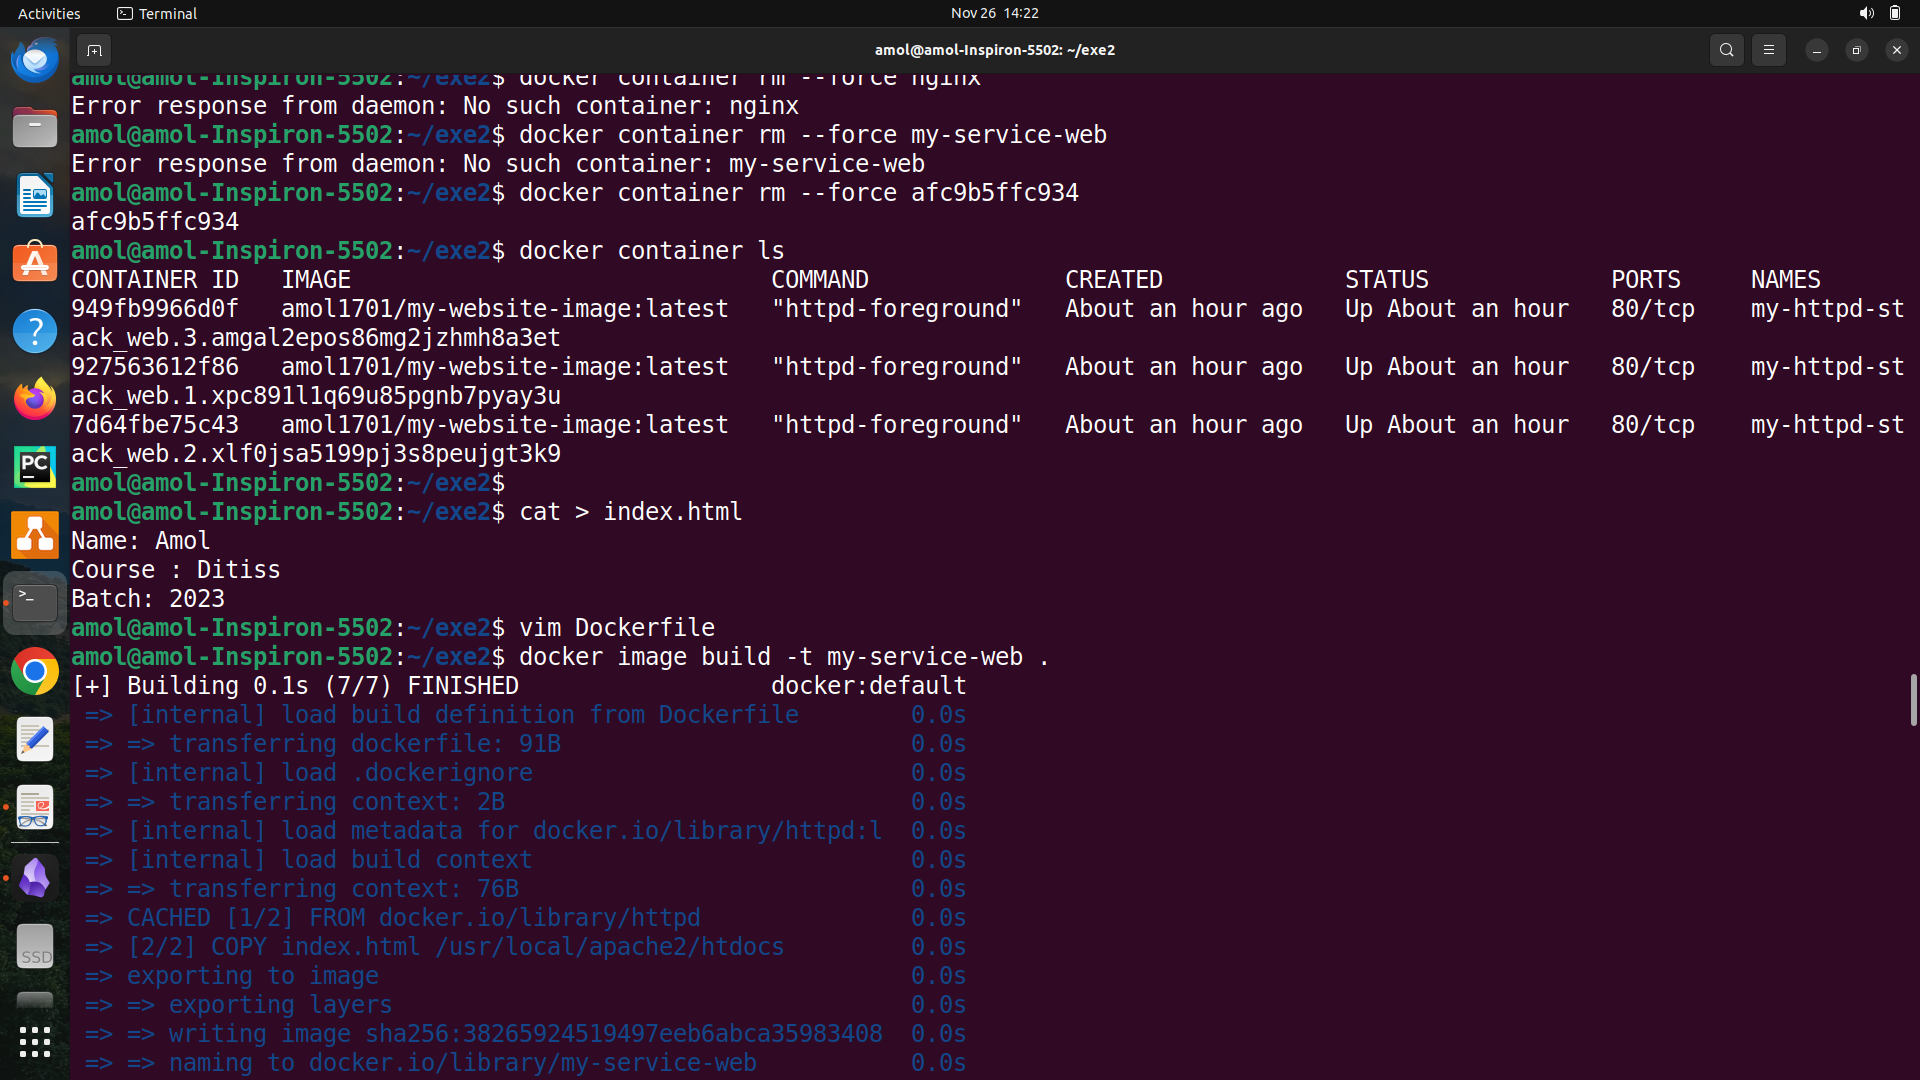 Activities
Terminal
Nov 26 14:22
amol@amol-Inspiron-5502: ~/exe2
amol@amol-Inspiron-5502:~/exe2$ docker container rm --force nginx
Error response from daemon: No such container: nginx
amol@amol-Inspiron-5502:~/exe2$ docker container rm --force my-service-web
Error response from daemon: No such container: my-service-web
amol@amol-Inspiron-5502:~/exe2$ docker container rm --force afc9b5ffc934
afc9b5ffc934
amol@amol-Inspiron-5502:~/exe2$ docker container ls
CONTAINER ID   IMAGE                              COMMAND              CREATED             STATUS             PORTS     NAMES
949fb9966d0f   amol1701/my-website-image:latest   "httpd-foreground"   About an hour ago   Up About an hour   80/tcp    my-httpd-st
ack_web.3.amgal2epos86mg2jzhmh8a3et
927563612f86   amol1701/my-website-image:latest   "httpd-foreground"   About an hour ago   Up About an hour   80/tcp    my-httpd-st
ack_web.1.xpc891l1q69u85pgnb7pyay3u
7d64fbe75c43   amol1701/my-website-image:latest   "httpd-foreground"   About an hour ago   Up About an hour   80/tcp    my-httpd-st
ack_web.2.xlf0jsa5199pj3s8peujgt3k9
amol@amol-Inspiron-5502:~/exe2$
amol@amol-Inspiron-5502:~/exe2$ cat > index.html
Name: Amol
Course : Ditiss
Batch: 2023
amol@amol-Inspiron-5502:~/exe2$ vim Dockerfile
amol@amol-Inspiron-5502:~/exe2$ docker image build -t my-service-web .
[+] Building 0.1s (7/7) FINISHED                  docker:default
=> [internal] load build definition from Dockerfile        0.0s
=> => transferring dockerfile: 91B                         0.0s
=> [internal] load .dockerignore                           0.0s
=> => transferring context: 2B                             0.0s
=> [internal] load metadata for docker.io/library/httpd:l  0.0s
=> [internal] load build context                           0.0s
=> => transferring context: 76B                            0.0s
=> CACHED [1/2] FROM docker.io/library/httpd               0.0s
=> [2/2] COPY index.html /usr/local/apache2/htdocs         0.0s
=> exporting to image                                      0.0s
=> => exporting layers                                     0.0s
=> => writing image sha256:38265924519497eeb6abca35983408  0.0s
=> => naming to docker.io/library/my-service-web           0.0s
PC
SSD